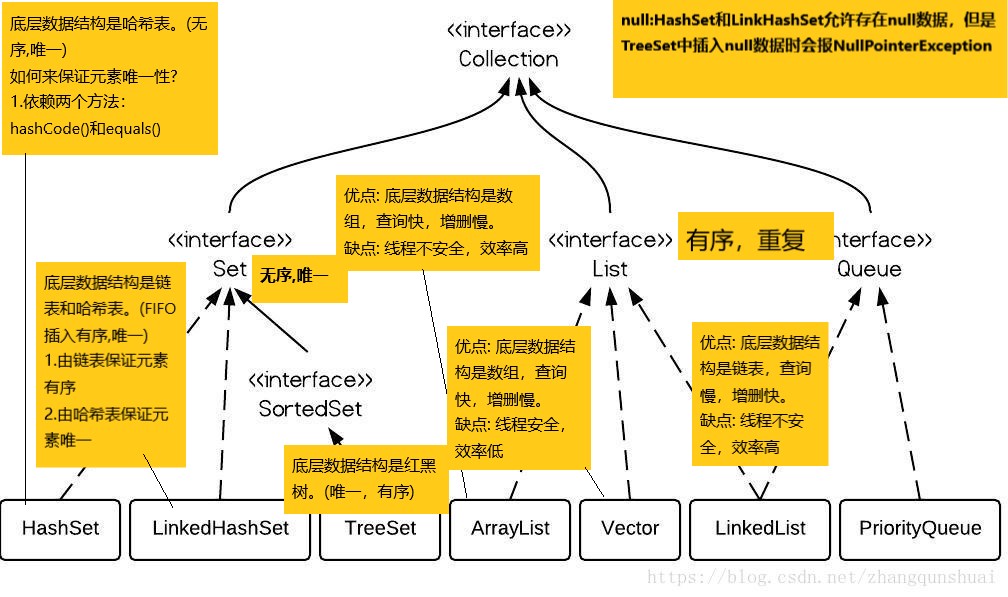 底层数据结构是哈希表。(无
序,唯一)
如何来保证元素唯一性?
1.依赖两个方法：
hashCode()和equals()
<<interface>>
Collection
null:HashSet和LinkHashSet允许存在null数据，但是
TreeSet中插入null数据时会报NullPointerException
优点: 底层数据结构是数
组，查询快，增删慢。
缺点: 线程不安全，效率高
<<interface>>
Set
无序,唯一
<<interface>>
List
有序，重复
nterface>>
Queue
底层数据结构是链
表和哈希表。(FIFO
插入有序,唯一)
1.由链表保证元素
有序
2.由哈希表保证元
素唯一
<<interface>>
SortedSet
优点: 底层数据结
构是数组，查询
快，增删慢。
缺点: 线程安全，
效率低
优点: 底层数据结
构是链表，查询
慢，增删快。
缺点: 线程不安
全，效率高
底层数据结构是红黑
树。(唯一，有序)
HashSet
LinkedHashSet
TreeSet
ArrayList
Vector
LinkedList
PriorityQueue
https://blog.csdn.net/zhangqunshuai